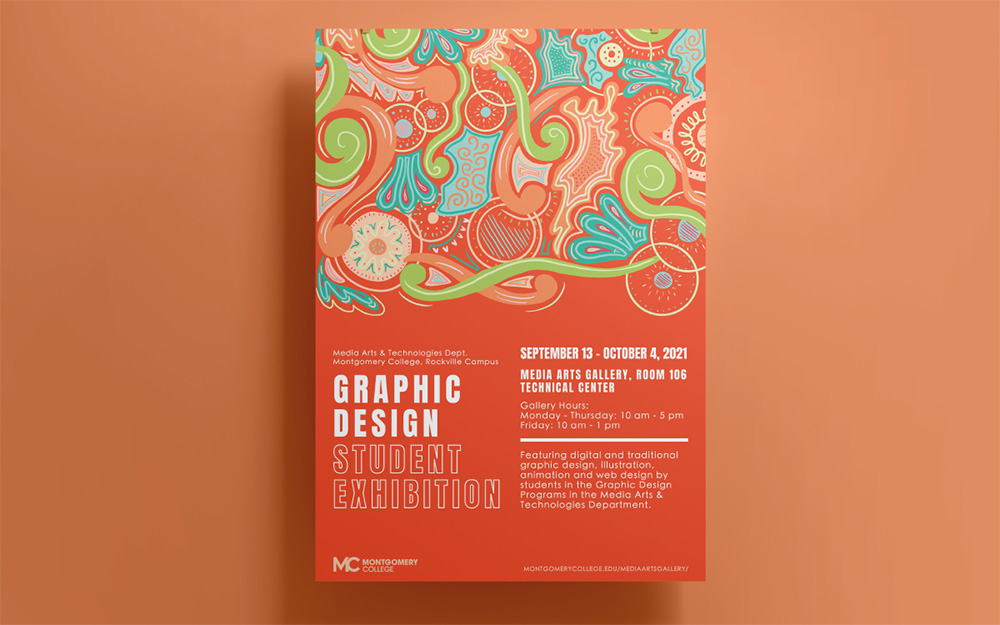 Media Arts & Technologies Dept.
Montgomery College, Rockville Campus
GRAPHIC
DESIGN
STUDENT
EXHIBITION
SEPTEMBER 13 - OCTOBER 4, 2021
MEDIA ARTS GALLERY, ROOM 106
TECHNICAL CENTER
Gallery Hours:
Monday - Thursday: 10 am - 5 pm
Friday: 10 am - 1 pm
Featuring digital and traditional
graphic design, illustration,
animation and web design by
students in the Graphic Design
Programs in the Media Arts &
Technologies Department.
MC MONTGOMERY
COLLEGE
MONTGOMERYCOLLEGE.EDU/MEDIAARTSGALLERY/